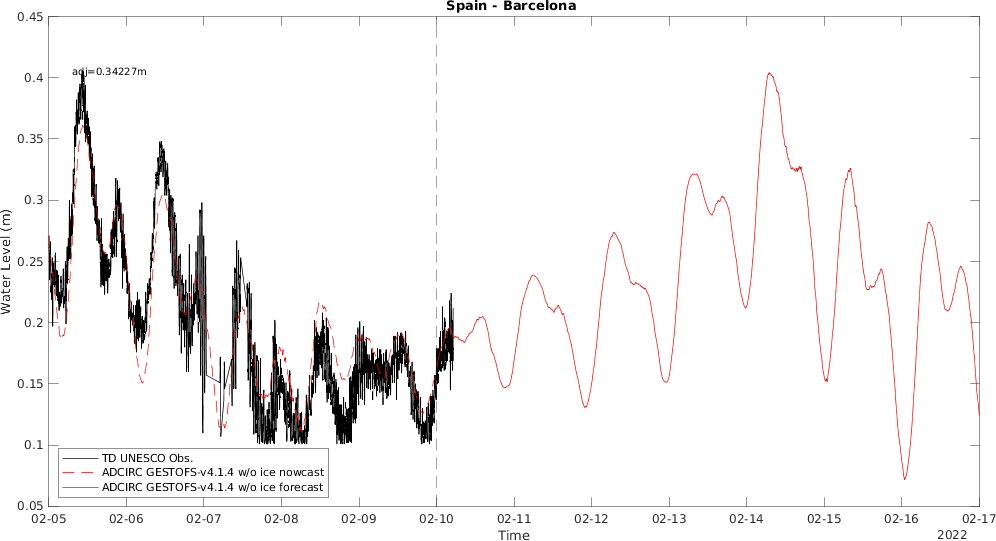 Spain - Barcelona
0.45
0.4
0.35
0.3
0.25
0.2
0.15
0.1
0.05
Water Level (m)
adj=0.34227m
TD UNESCO Obs.
ADCIRC GESTOFS-v4.1.4 w/o ice nowcast
ADCIRC GESTOFS-v4.1.4 w/o ice forecast
02-05 02-06 02-07 02-08 02-09 02-10 02-11 02-12 02-13 02-14 02-15 02-16 02-17
Time
2022